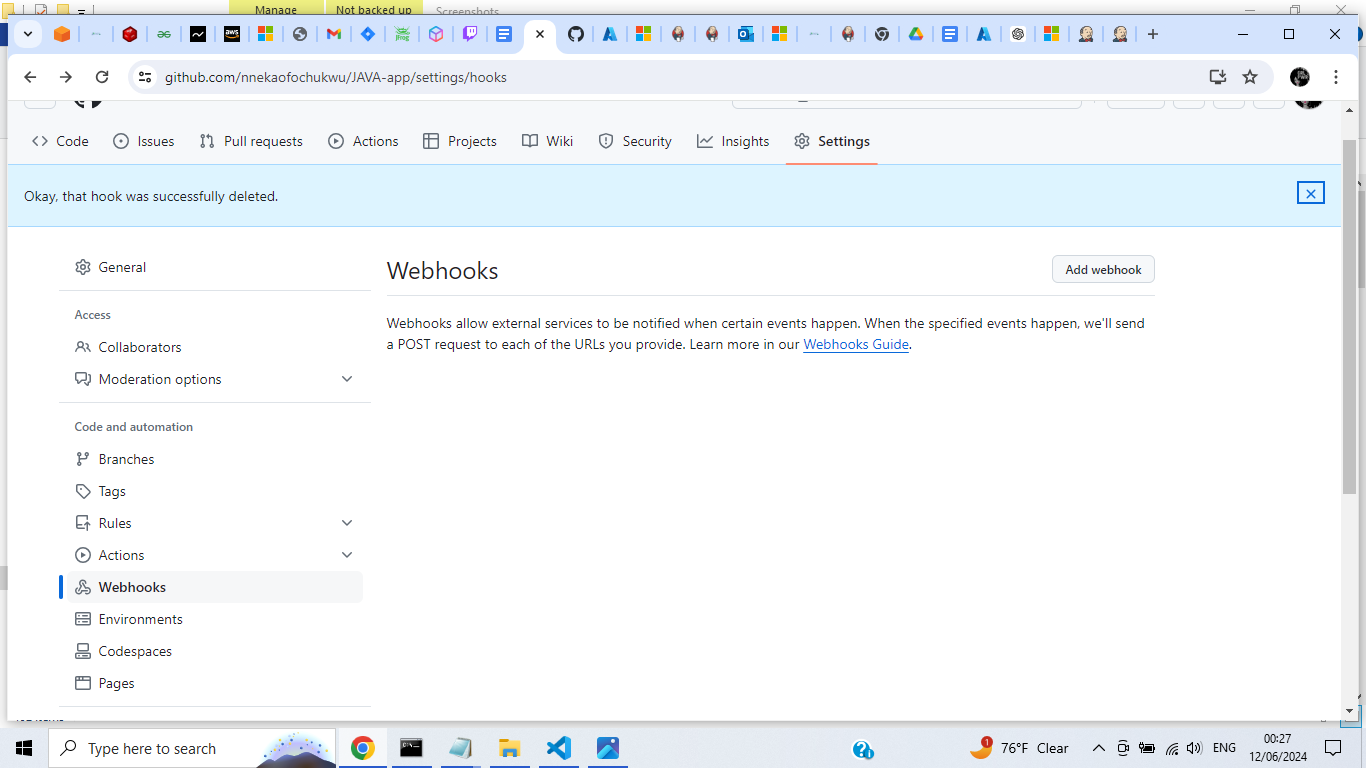 Manage
Not backed up
Screenshots
aws
github.com/nnekaofochukwu/JAVA-app/settings/hooks
Code
Issues
Pull requests
Actions
Projects
Wiki
Security
Insights
Settings
Okay, that hook was successfully deleted.
General
Access
Collaborators
Moderation options
Code and automation
Branches
Tags
Rules
Actions
Webhooks
Environments
Codespaces
Pages
Webhooks
Add webhook
Webhooks allow external services to be notified when certain events happen. When the specified events happen, we'll send
a POST request to each of the URLs you provide. Learn more in our Webhooks Guide.
Type here to search
1
76°F Clear
ENG
00:27
12/06/2024